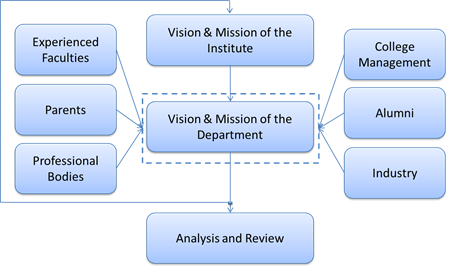 Vision & Mission of the
Institute
Experienced
Faculties
College
Management
Parents
Vision & Mission of the
Department
Alumni
Professional
Bodies
Industry
Analysis and Review